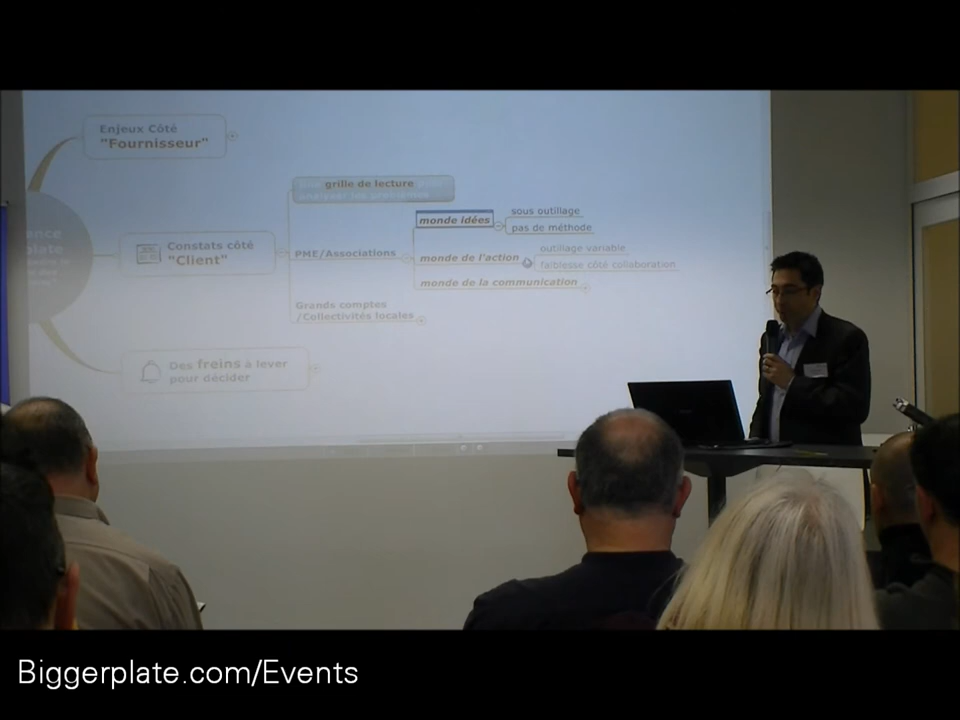 Enjeux Côté
"Fournisseur"
grille de lecture
monde idées
sous outillage
pas de méthode
ance
plate
Constats côté
"Client"
PME/Associations
outillage variable
monde de l'action
faiblesse côté collaboration
monde de la communication
Grands comptes
/Collectivités locales
Des freins à lever
pour décider
Biggerplate.com/Events